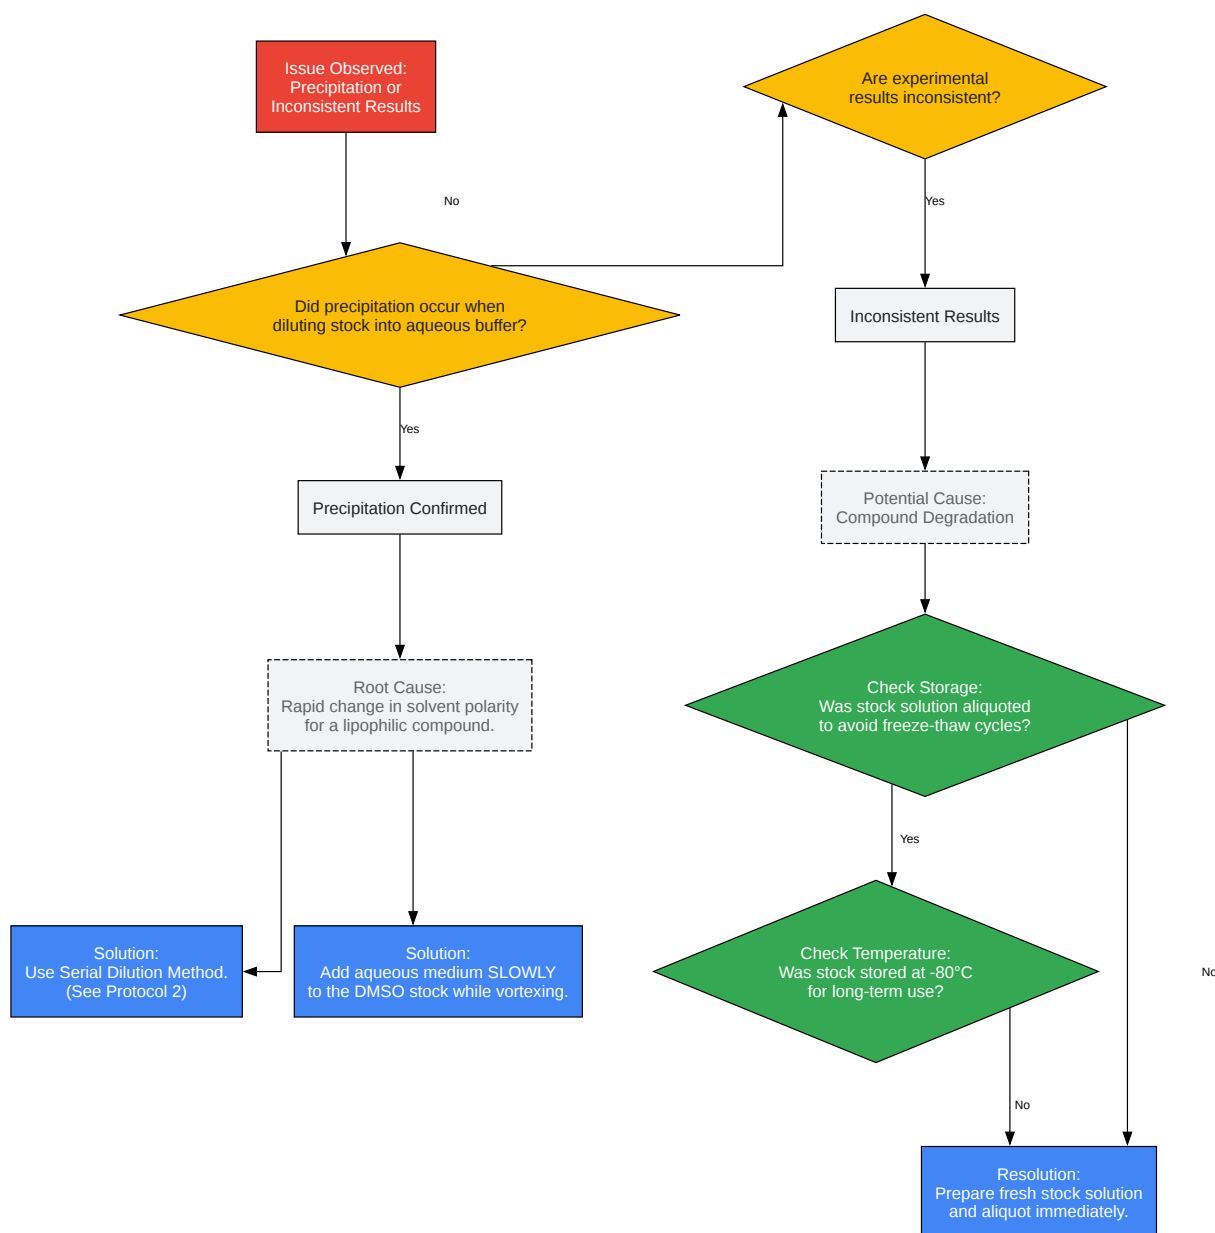 Issue Observed:
Precipitation or
Inconsistent Results
Are experimental
results inconsistent?
No
Yes
Did precipitation occur when
diluting stock into aqueous buffer?
Inconsistent Results
Yes
Precipitation Confirmed
Potential Cause:
Compound Degradation
Root Cause:
Rapid change in solvent polarity
for a lipophilic compound.
Check Storage:
Was stock solution aliquoted
to avoid freeze-thaw cycles?
Yes
Solution:
Use Serial Dilution Method.
(See Protocol 2)
Solution:
Add aqueous medium SLOWLY
to the DMSO stock while vortexing.
Check Temperature:
Was stock stored at -80°C
for long-term use?
No
No
Resolution:
Prepare fresh stock solution
and aliquot immediately.